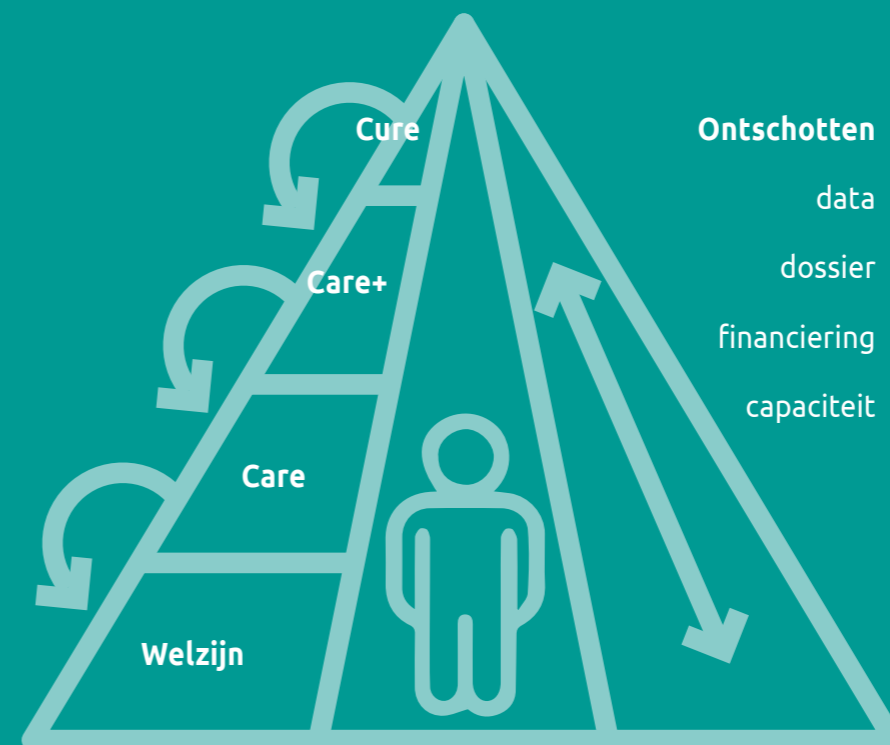 Cure
Care+
Care
Welzijn
Ontschotten
data
dossier
financiering
capaciteit